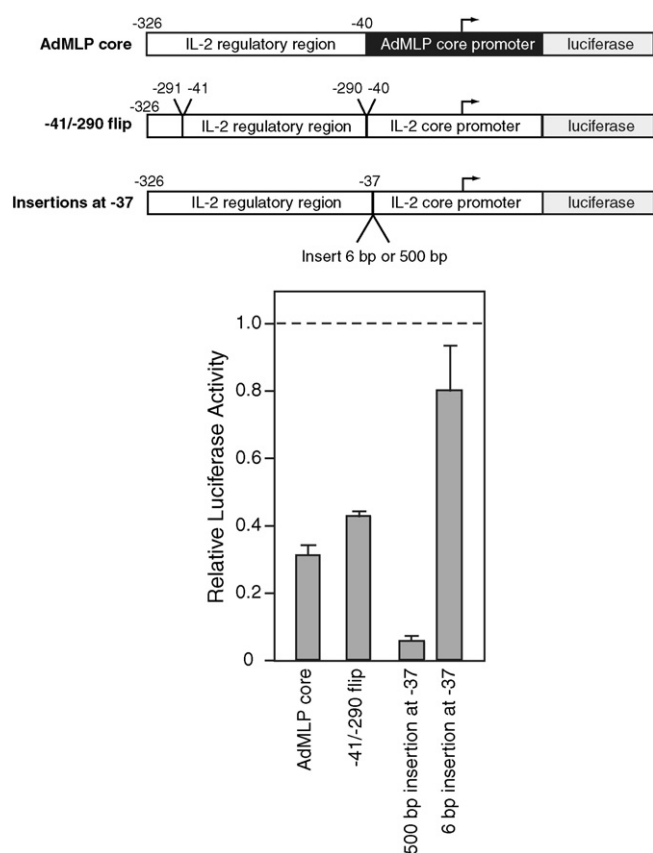 -326 -40
AdMLP core IL-2 regulatory region AdMLP core promoter luciferase
-291 -41 -290 -40
-326
-41/-290 flip IL-2 regulatory region IL-2 core promoter luciferase
-326 -37
Insertions at -37 IL-2 regulatory region IL-2 core promoter luciferase
Insert 6 bp or 500 bp
Relative Luciferase Activity
1.0
0.8
0.6
0.4
0.2
0
AdMLP core
-41/-290 flip
500 bp insertion at -37
6 bp insertion at -37